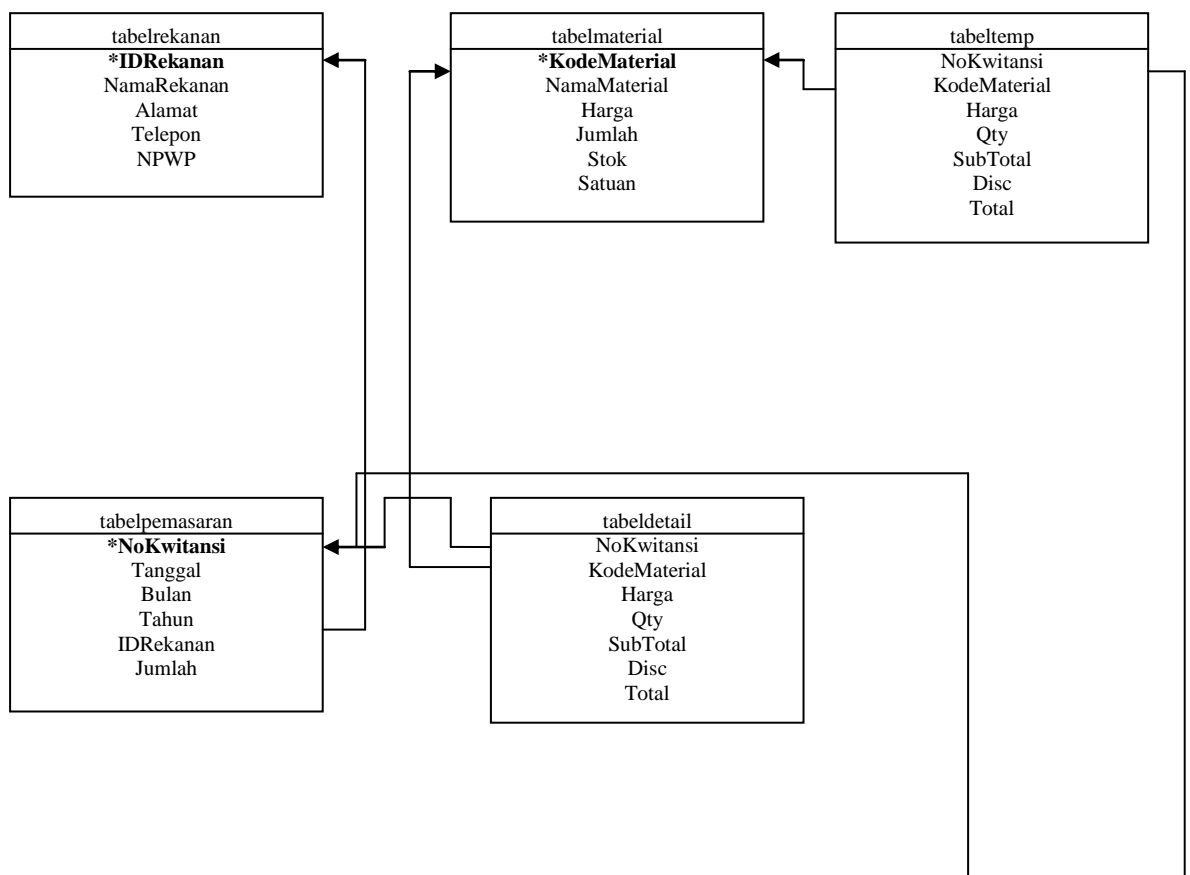 tabelrekanan
*IDRekanan
NamaRekanan
Alamat
Telepon
NPWP
tabelmaterial
*KodeMaterial
NamaMaterial
Harga
Jumlah
Stok
Satuan
tabeltemp
NoKwitansi
KodeMaterial
Harga
Qty
SubTotal
Disc
Total
tabelpemasaran
*NoKwitansi
Tanggal
Bulan
Tahun
IDRekanan
Jumlah
tabeldetail
NoKwitansi
KodeMaterial
Harga
Qty
SubTotal
Disc
Total